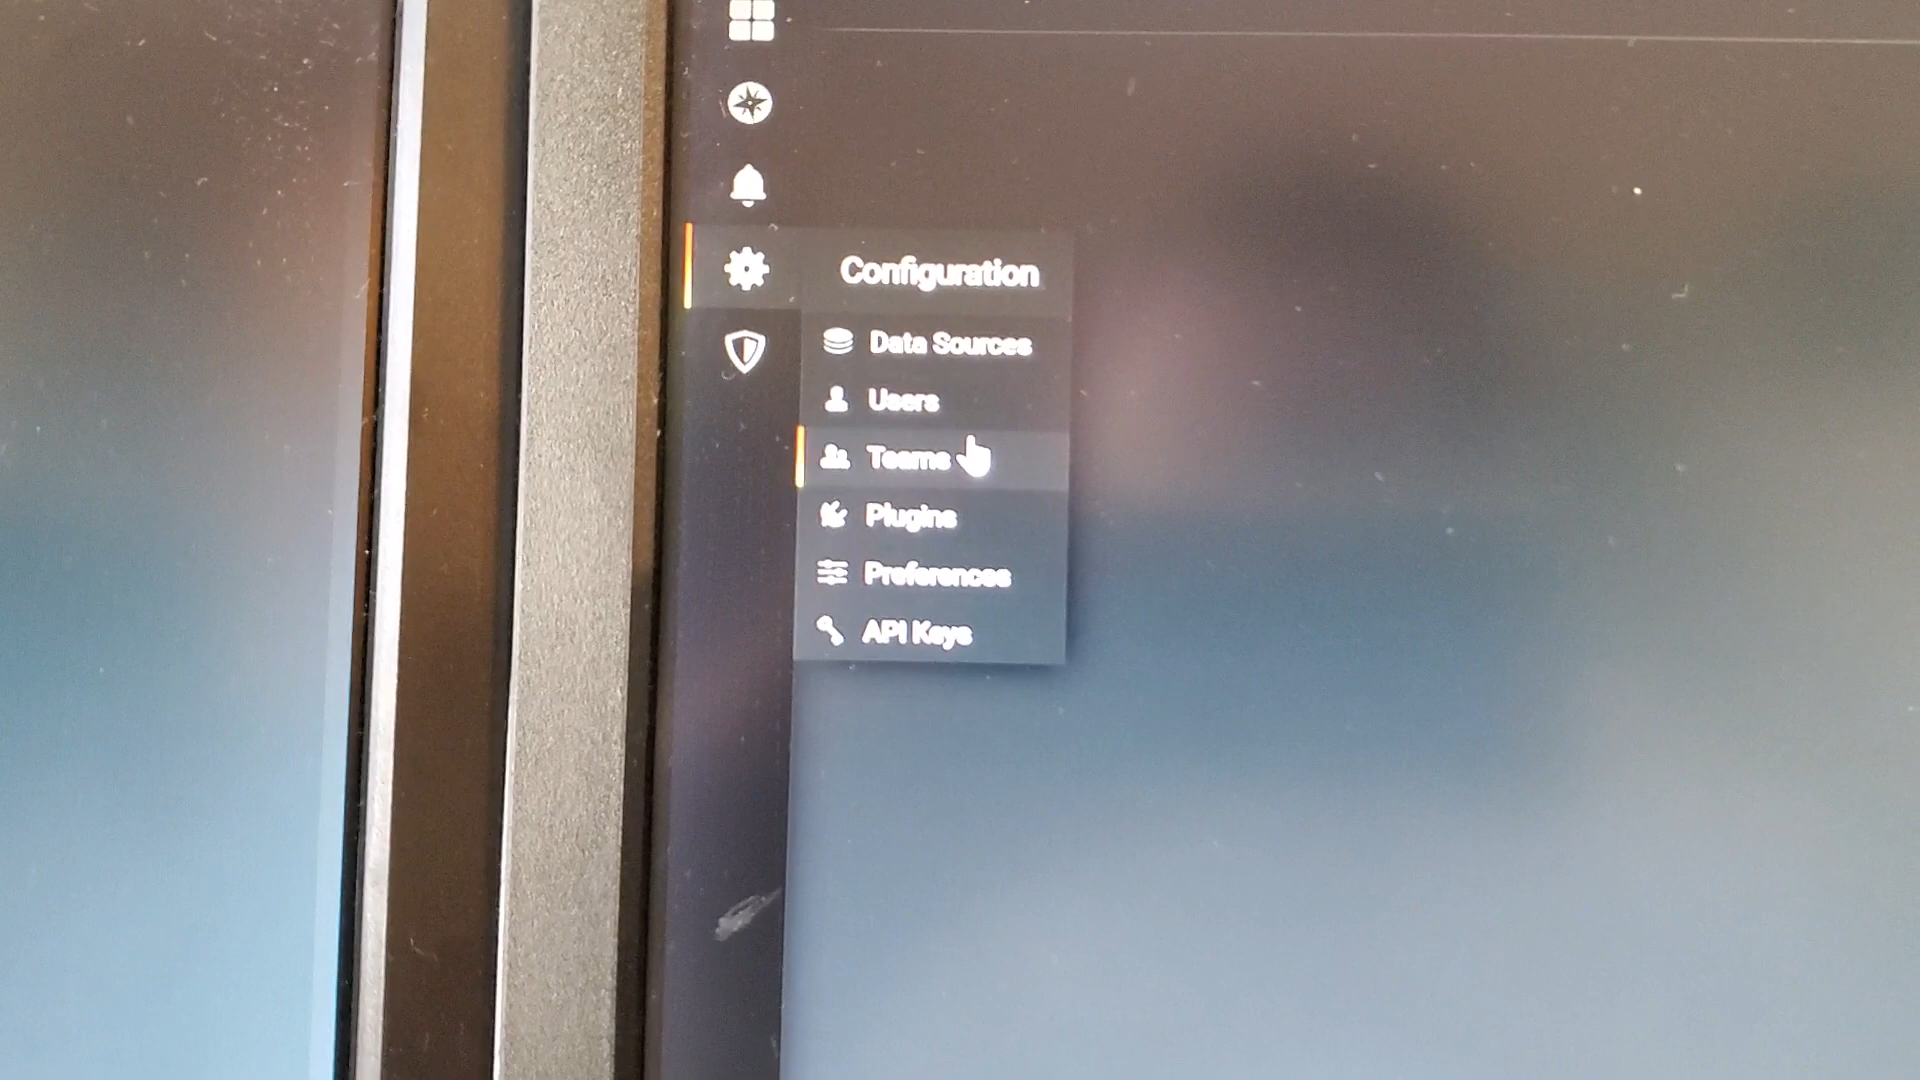 Configuration
Data Sources
Users
Teams
Plugins
Preferences
API Keys